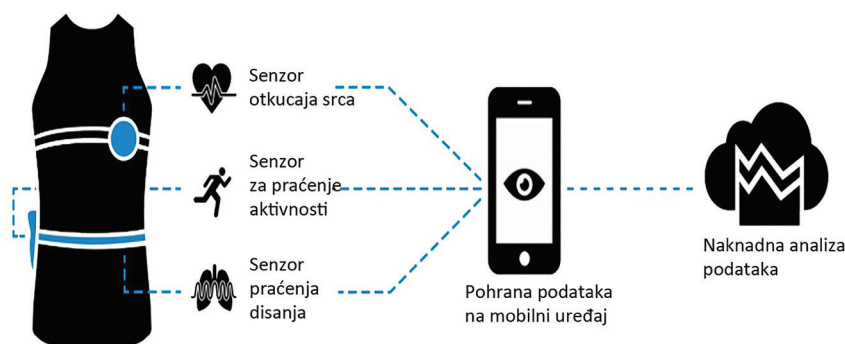 Senzor
otkucaja srca
Senzor
za praćenje
aktivnosti
Senzor
praćenja
disanja
Pohrana podataka
na mobilni uređaj
Naknadna analiza
podataka